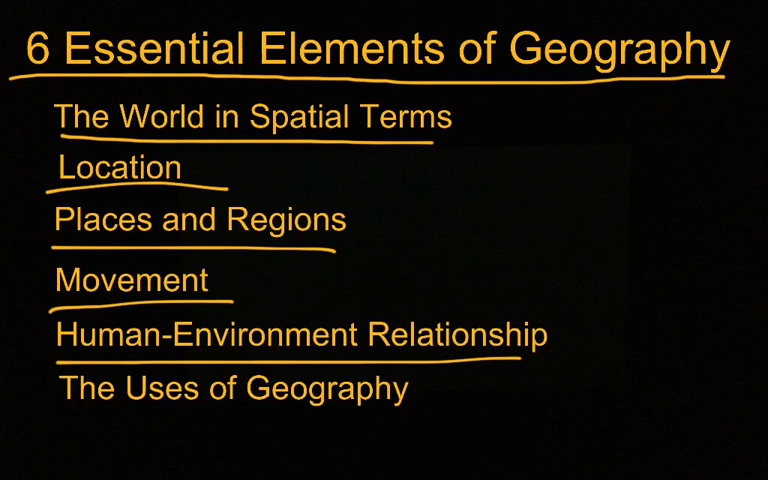 6 Essential Elements of Geography
The World in Spatial Terms
Location
Places and Regions
Movement
Human-Environment Relationship
The Uses of Geography